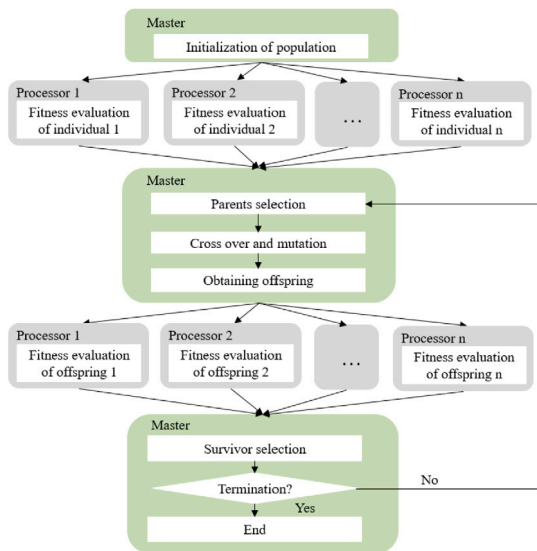 Master
Initialization of population
Processor 1
Fitness evaluation
of individual 1
Processor 2
Fitness evaluation
of individual 2
...
Processor n
Fitness evaluation
of individual n
Master
Parents selection
Cross over and mutation
Obtaining offspring
Processor 1
Fitness evaluation
of offspring 1
Processor 2
Fitness evaluation
of offspring 2
...
Processor n
Fitness evaluation
of offspring n
Master
Survivor selection
Termination?
No
Yes
End